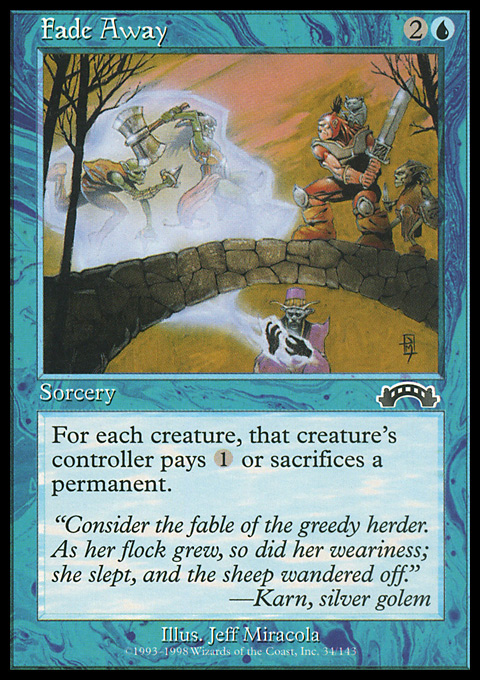 Fade Away 2
Sorcery
For each creature, that creature's
controller pays 1 or sacrifices a
permanent.
"Consider the fable of the greedy herder.
As her flock grew, so did her weariness;
she slept, and the sheep wandered off."
—Karn, silver golem
Illus. Jeff Miracola
©1993–1998 Wizards of the Coast, Inc. 34/143